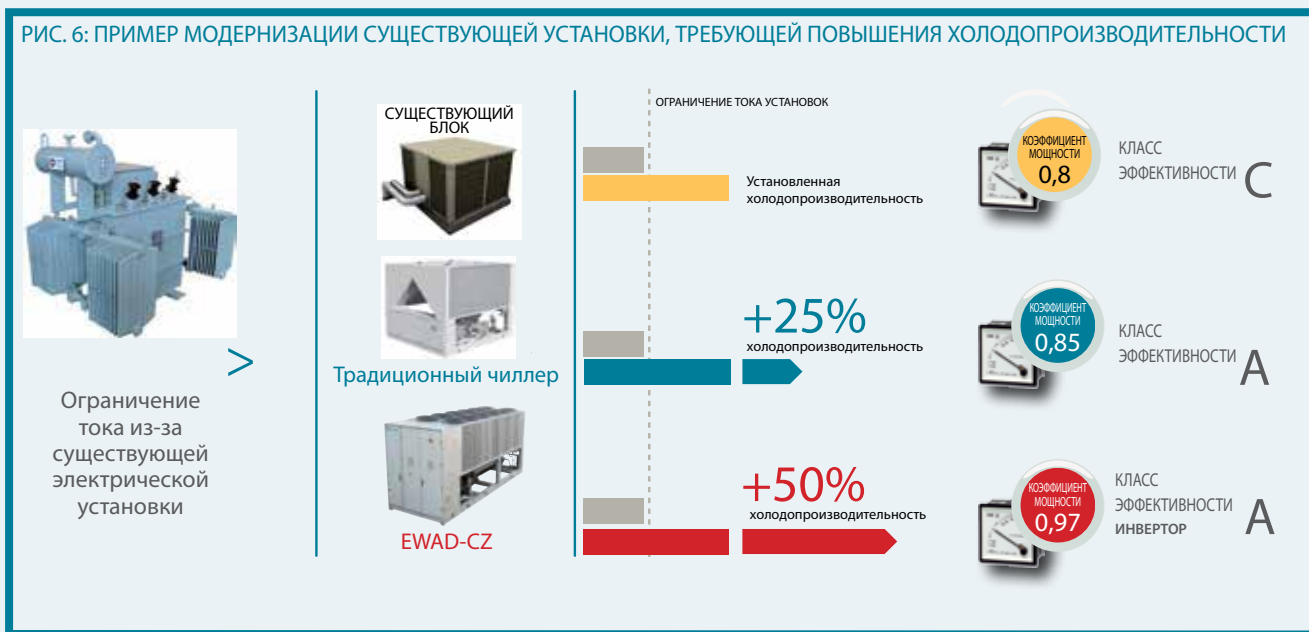 РИС. 6: ПРИМЕР МОДЕРНИЗАЦИИ СУЩЕСТВУЮЩЕЙ УСТАНОВКИ, ТРЕБУЮЩЕЙ ПОВЫШЕНИЯ ХОЛОДОПРОИЗВОДИТЕЛЬНОСТИ
>
Ограничение
тока из-за
существующей
электрической
установки
СУЩЕСТВУЮЩИЙ
БЛОК
ОГРАНИЧЕНИЕ ТОКА УСТАНОВОК
Установленная
холодопроизводительность
КОЭФФИЦИЕНТ
МОЩНОСТИ
0,8
КЛАСС
ЭФФЕКТИВНОСТИ C
Традиционный чиллер
+25%
холодопроизводительность
КОЭФФИЦИЕНТ
МОЩНОСТИ
0,85
КЛАСС
ЭФФЕКТИВНОСТИ A
EWAD-CZ
+50%
холодопроизводительность
КОЭФФИЦИЕНТ
МОЩНОСТИ
0,97
КЛАСС
ЭФФЕКТИВНОСТИ A
ИНВЕРТОР